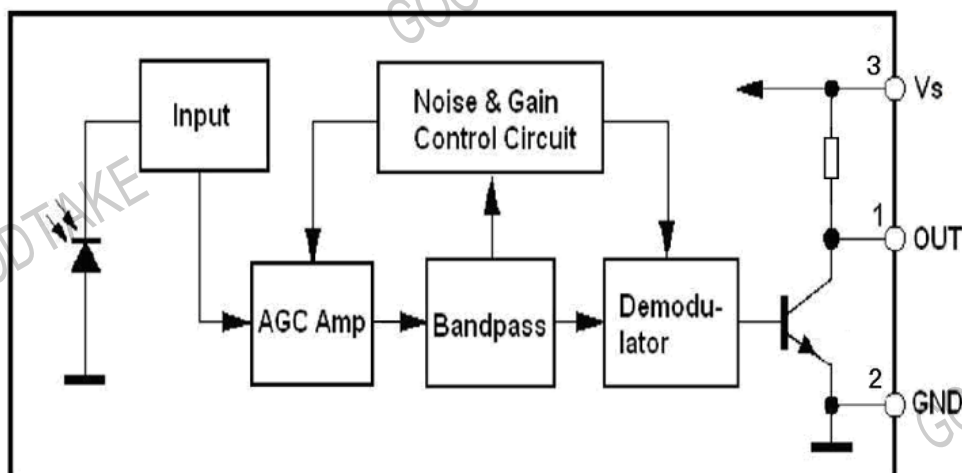 Input
Noise & Gain
Control Circuit
3
Vs
1
OUT
AGC Amp
Bandpass
Demodu-
lator
2
GND